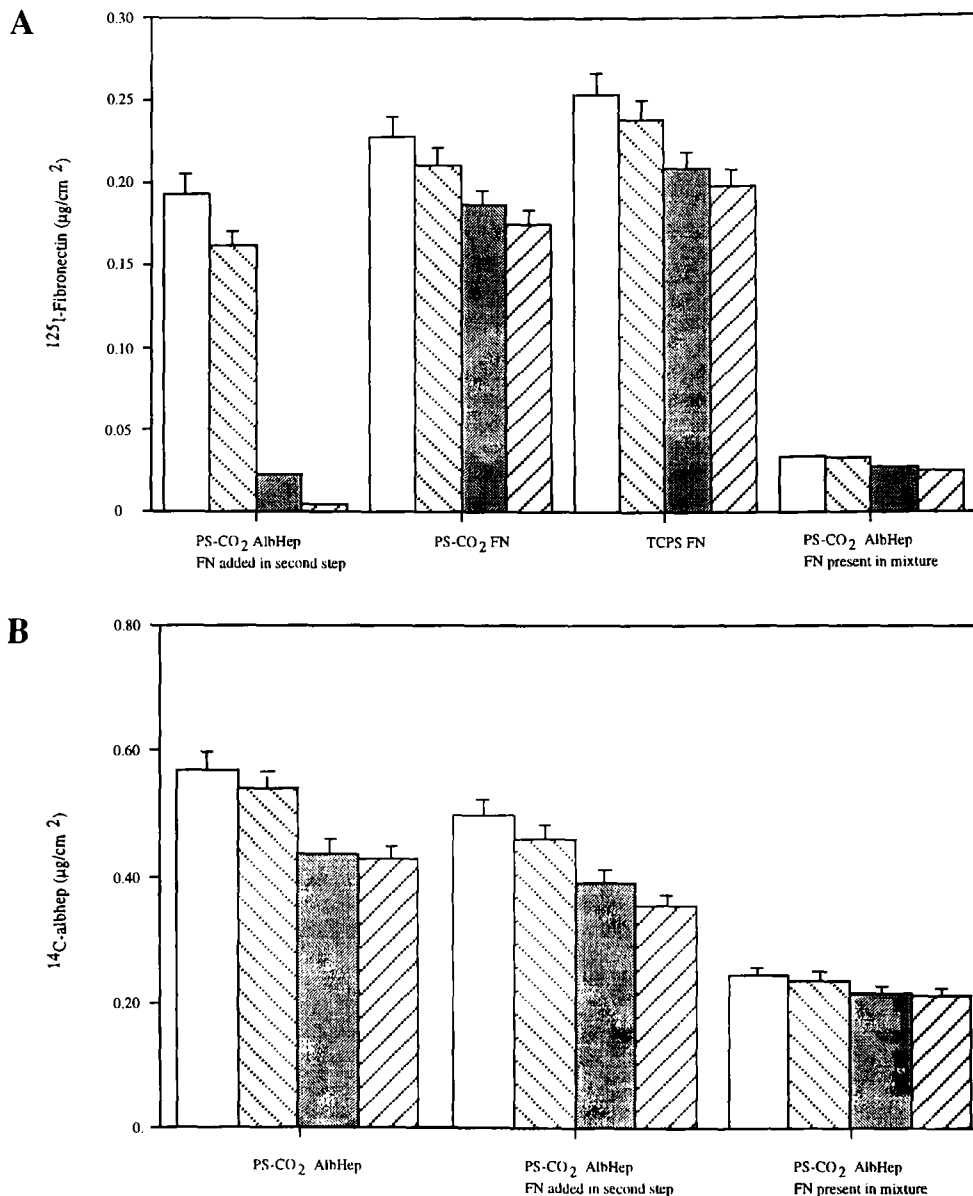 A
0.30
0.25
0.20
0.15
0.10
0.05
0
125I-Fibronectin (µg/cm 2)
PS-CO2 AlbHep
FN added in second step
PS-CO2 FN
TCPS FN
PS-CO2 AlbHep
FN present in mixture
B
0.80
0.60
0.40
0.20
0.
14C-albhep (µg/cm 2)
PS-CO2 AlbHep
PS-CO2 AlbHep
FN added in second step
PS-CO2 AlbHep
FN present in mixture